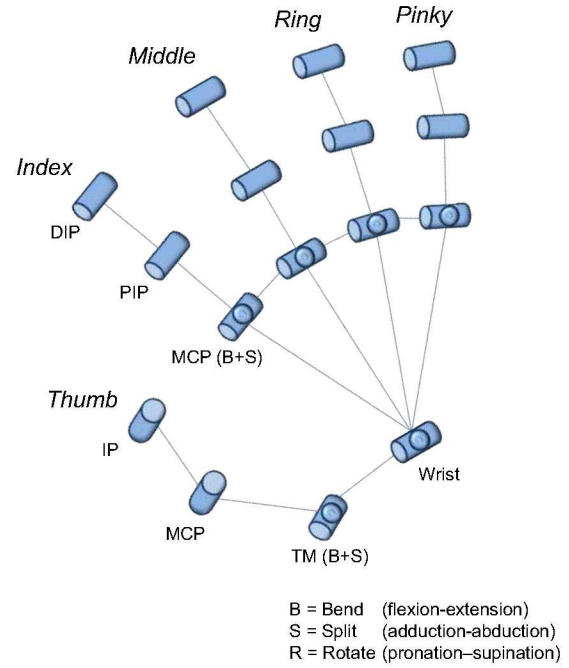 Pinky
Ring
Middle
Index
DIP
PIP
MCP (B+S)
Thumb
IP
Wrist
MCP
TM (B+S)
B = Bend (flexion-extension)
S = Split (adduction-abduction)
R = Rotate (pronation–supination)